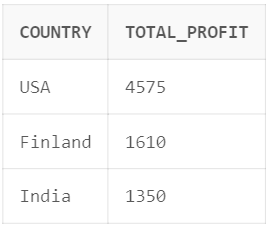 COUNTRY TOTAL_PROFIT
USA 4575
Finland 1610
India 1350